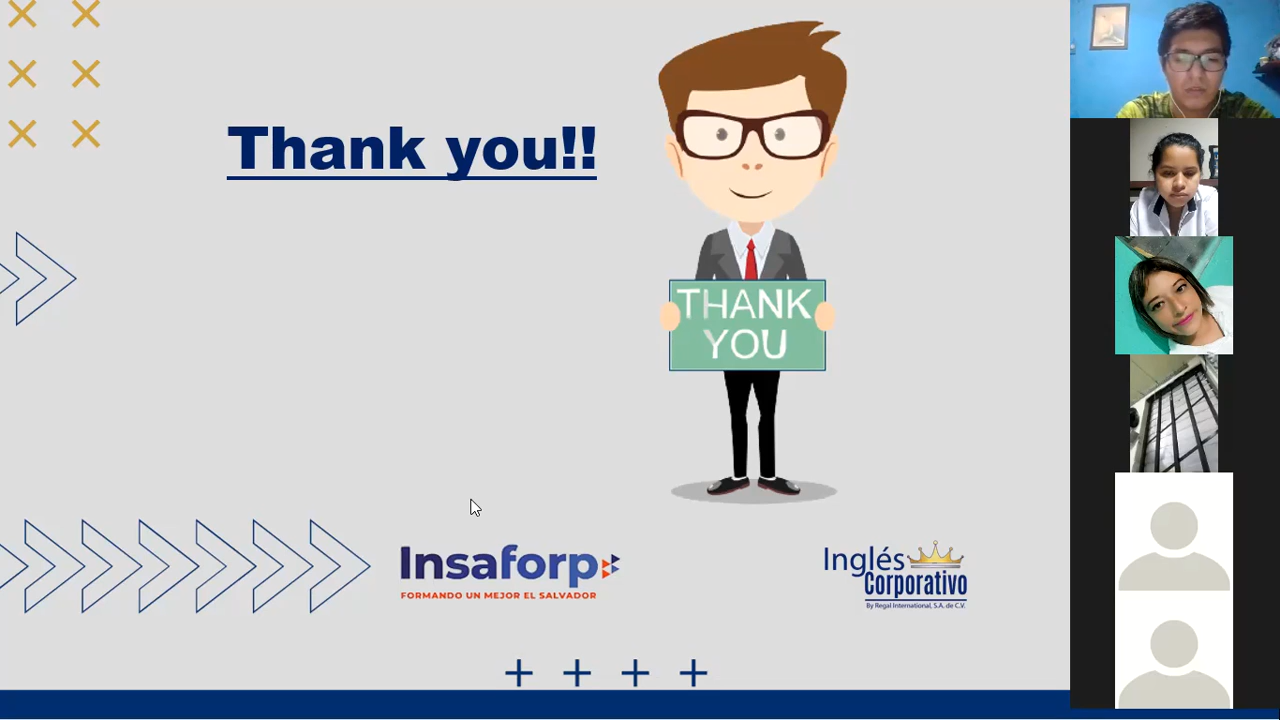 Thank you!!
THANK
YOU
Insaforp
FORMANDO UN MEJOR EL SALVADOR
Inglés
Corporativo
By Regal International, S.A. de C.V.